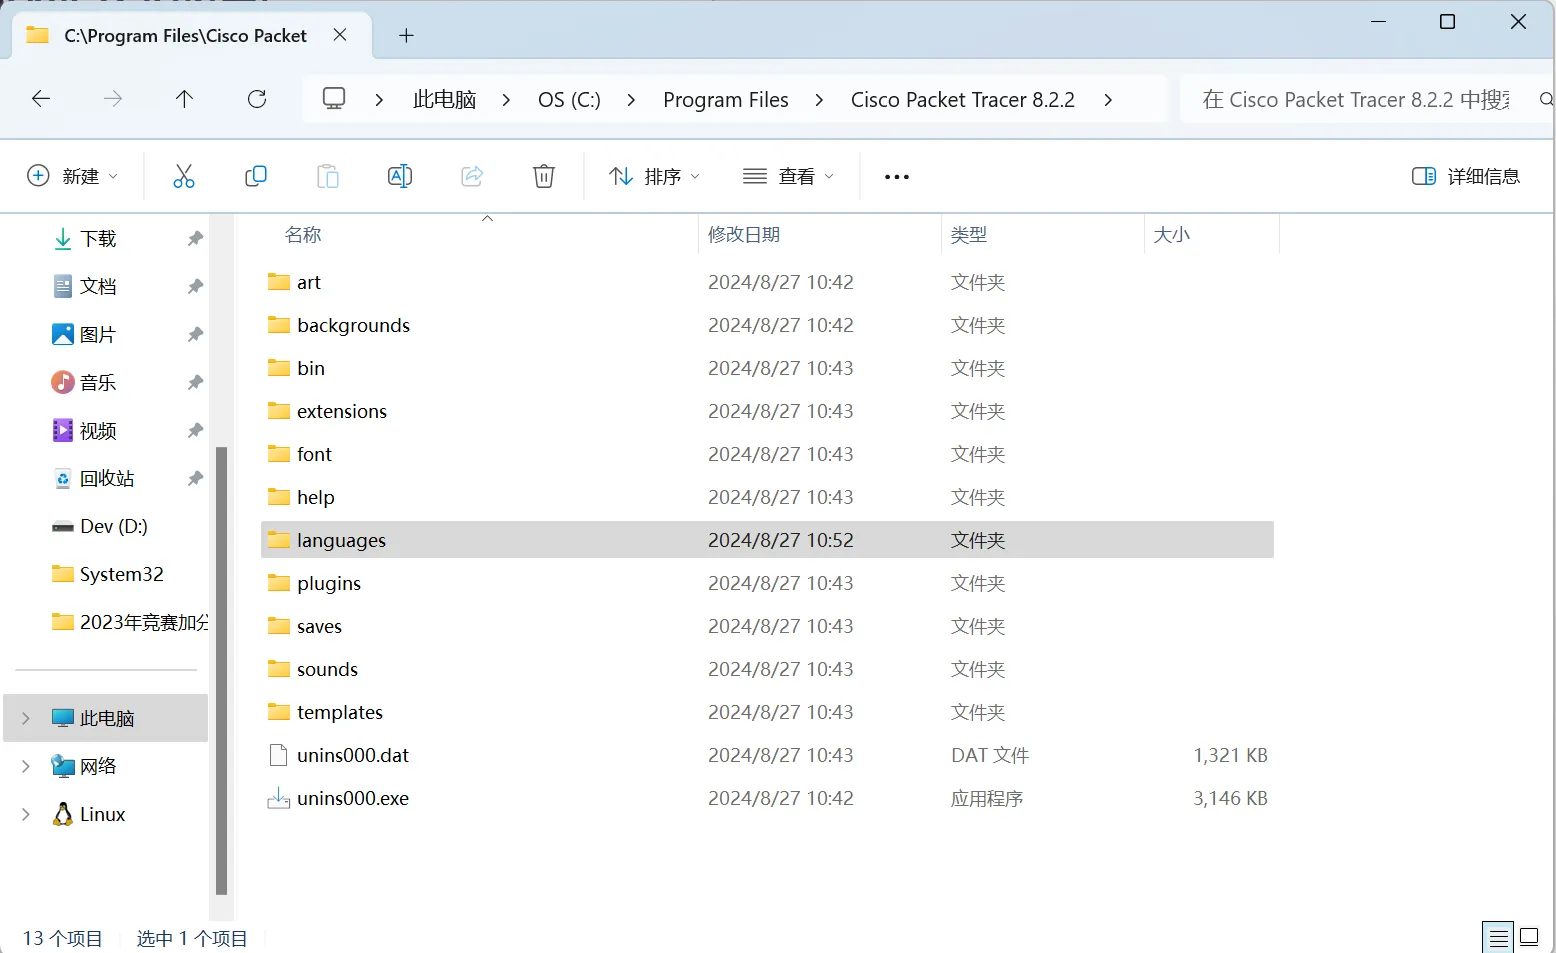 C:\Program Files\Cisco Packet
此电脑 OS (C:) Program Files Cisco Packet Tracer 8.2.2 在 Cisco Packet Tracer 8.2.2 中搜
新建 排序 查看 详细信息
名称 修改日期 类型 大小
下载
文档
图片
音乐
视频
回收站
Dev (D:)
System32
2023年竞赛加分
此电脑
网络
Linux
art 2024/8/27 10:42 文件夹
backgrounds 2024/8/27 10:42 文件夹
bin 2024/8/27 10:43 文件夹
extensions 2024/8/27 10:43 文件夹
font 2024/8/27 10:43 文件夹
help 2024/8/27 10:43 文件夹
languages 2024/8/27 10:52 文件夹
plugins 2024/8/27 10:43 文件夹
saves 2024/8/27 10:43 文件夹
sounds 2024/8/27 10:43 文件夹
templates 2024/8/27 10:43 文件夹
unins000.dat 2024/8/27 10:43 DAT 文件 1,321 KB
unins000.exe 2024/8/27 10:42 应用程序 3,146 KB
13 个项目 选中 1 个项目